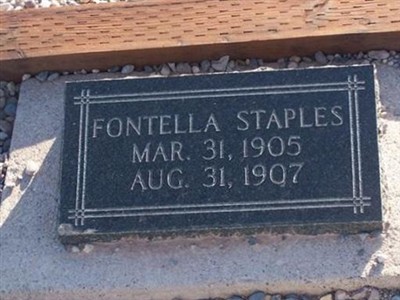 FONTELLA STAPLES
MAR. 31, 1905
AUG. 31, 1907